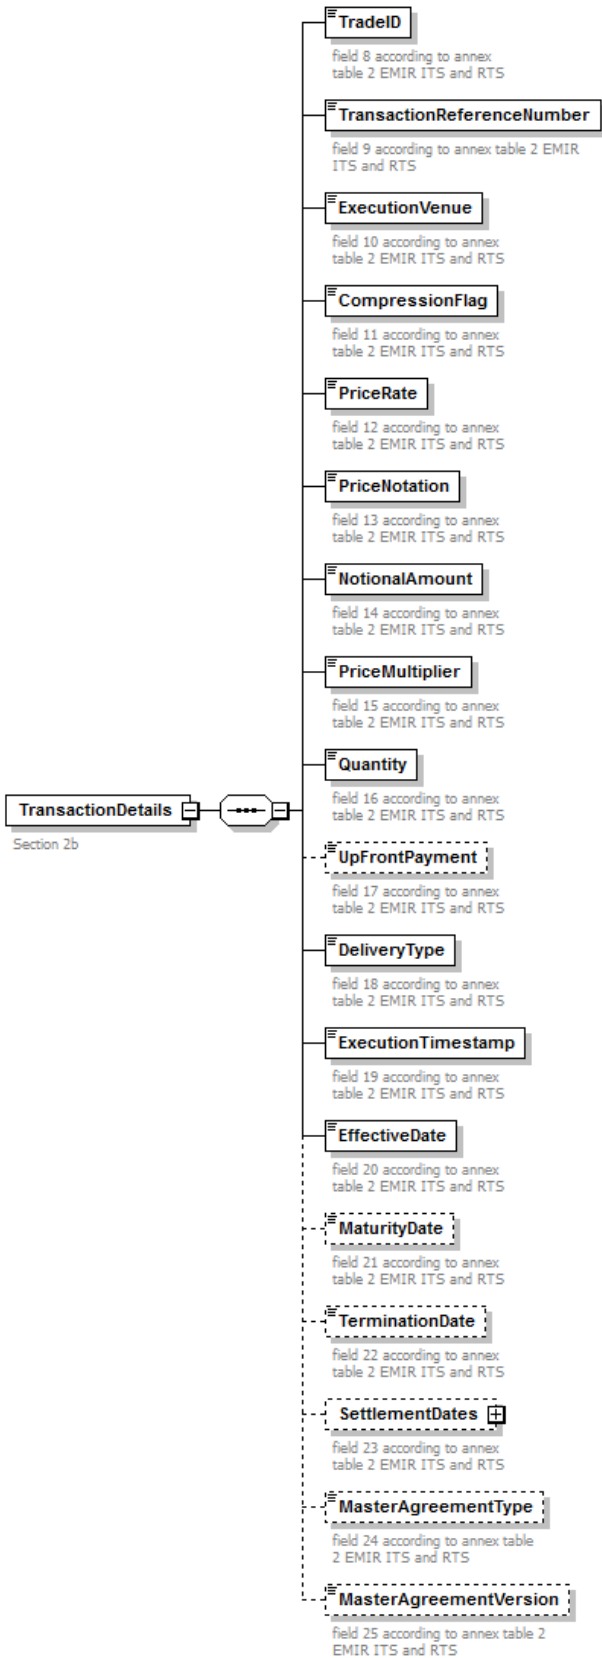 TradeID
field 8 according to annex
table 2 EMIR ITS and RTS
TransactionReferenceNumber
field 9 according to annex table 2 EMIR
ITS and RTS
ExecutionVenue
field 10 according to annex
table 2 EMIR ITS and RTS
CompressionFlag
field 11 according to annex
table 2 EMIR ITS and RTS
PriceRate
field 12 according to annex
table 2 EMIR ITS and RTS
PriceNotation
field 13 according to annex
table 2 EMIR ITS and RTS
NotionalAmount
field 14 according to annex
table 2 EMIR ITS and RTS
PriceMultiplier
field 15 according to annex
table 2 EMIR ITS and RTS
Quantity
field 16 according to annex
table 2 EMIR ITS and RTS
TransactionDetails
Section 2b
UpFrontPayment
field 17 according to annex
table 2 EMIR ITS and RTS
DeliveryType
field 18 according to annex
table 2 EMIR ITS and RTS
ExecutionTimestamp
field 19 according to annex
table 2 EMIR ITS and RTS
EffectiveDate
field 20 according to annex
table 2 EMIR ITS and RTS
MaturityDate
field 21 according to annex
table 2 EMIR ITS and RTS
TerminationDate
field 22 according to annex
table 2 EMIR ITS and RTS
SettlementDates
field 23 according to annex
table 2 EMIR ITS and RTS
MasterAgreementType
field 24 according to annex table
2 EMIR ITS and RTS
MasterAgreementVersion
field 25 according to annex table 2
EMIR ITS and RTS